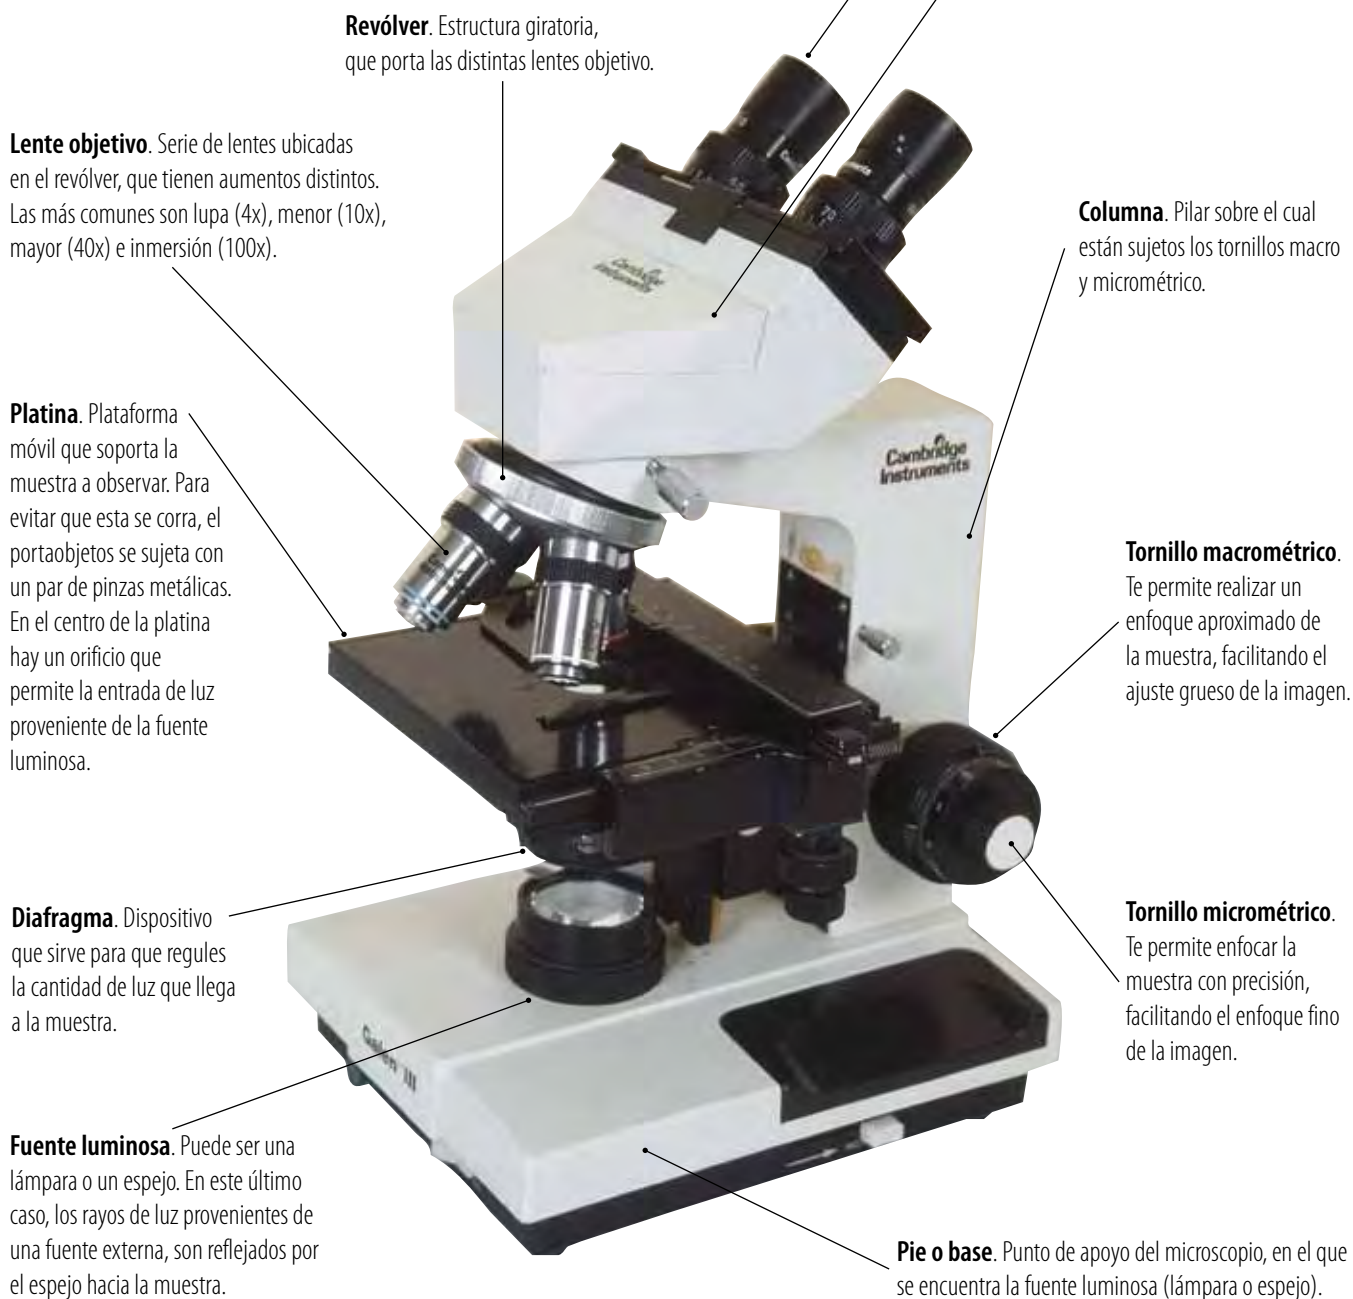 Revólver. Estructura giratoria,
que porta las distintas lentes objetivo.
Lente objetivo. Serie de lentes ubicadas
en el revólver, que tienen aumentos distintos.
Las más comunes son lupa (4x), menor (10x),
mayor (40x) e inmersión (100x).
Columna. Pilar sobre el cual
están sujetos los tornillos macro
y micrométrico.
Platina. Plataforma
móvil que soporta la
muestra a observar. Para
evitar que esta se corra, el
portaobjetos se sujeta con
un par de pinzas metálicas.
En el centro de la platina
hay un orificio que
permite la entrada de luz
proveniente de la fuente
luminosa.
Cambridge
Instruments
Cambridge
Instruments
Tornillo macrométrico.
Te permite realizar un
enfoque aproximado de
la muestra, facilitando el
ajuste grueso de la imagen.
Diafragma. Dispositivo
que sirve para que regules
la cantidad de luz que llega
a la muestra.
Tornillo micrométrico.
Te permite enfocar la
muestra con precisión,
facilitando el enfoque fino
de la imagen.
Galen III
Fuente luminosa. Puede ser una
lámpara o un espejo. En este último
caso, los rayos de luz provenientes de
una fuente externa, son reflejados por
el espejo hacia la muestra.
Pie o base. Punto de apoyo del microscopio, en el que
se encuentra la fuente luminosa (lámpara o espejo).